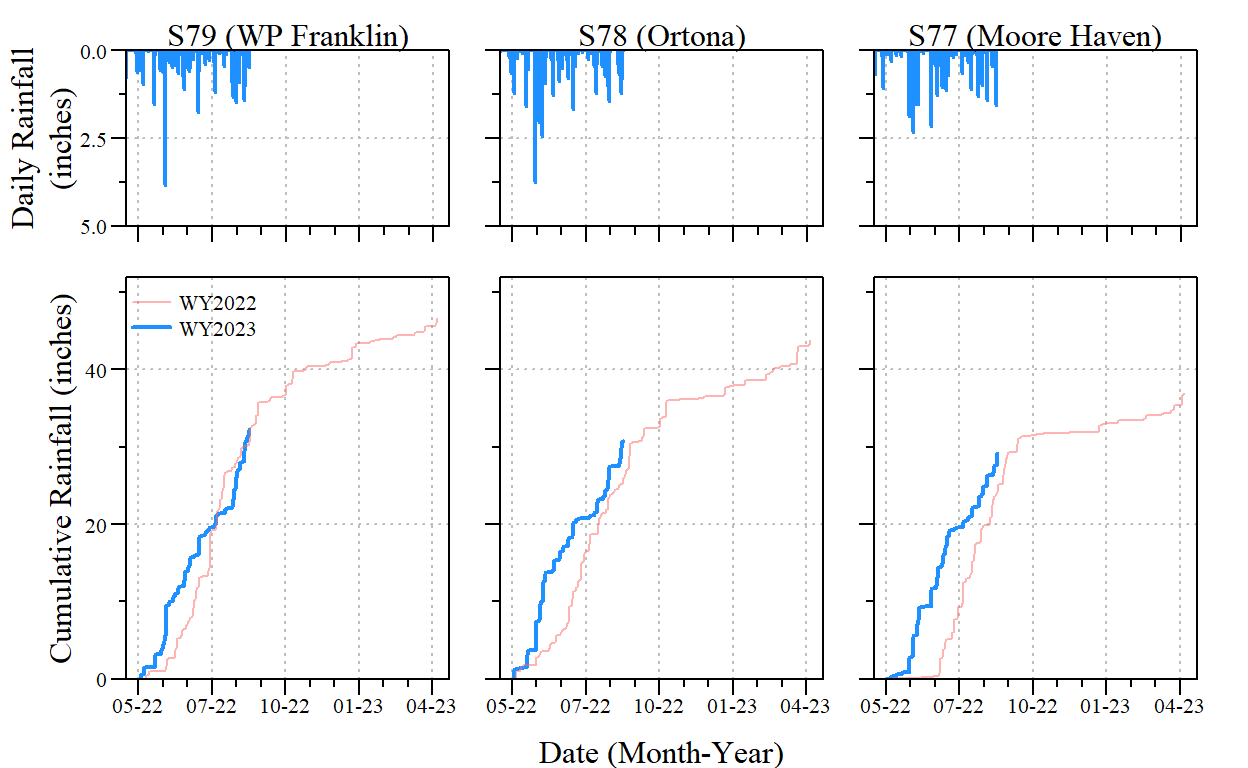 S79 (WP Franklin)
S78 (Ortona)
S77 (Moore Haven)
Daily Rainfall
(inches)
0.0
2.5
5.0
Cumulative Rainfall (inches)
WY2022
WY2023
40
20
0
05-22 07-22 10-22 01-23 04-23
05-22 07-22 10-22 01-23 04-23
05-22 07-22 10-22 01-23 04-23
Date (Month-Year)